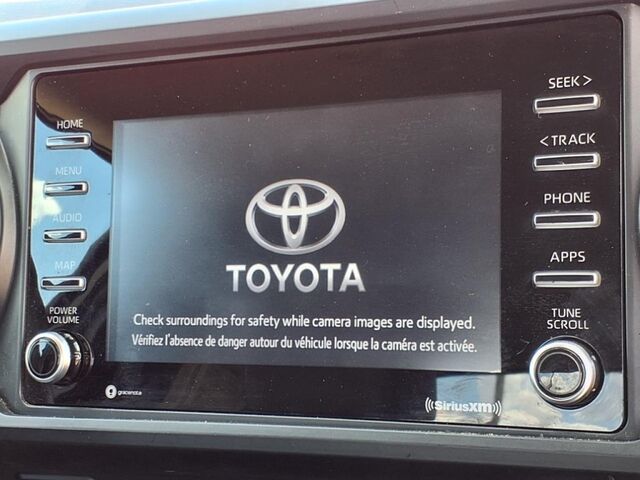 HOME
MENU
AUDIO
MAP
POWER
VOLUME
TOYOTA
Check surroundings for safety while camera images are displayed.
Vérifiez l'absence de danger autour du véhicule lorsque la caméra est activée.
gracenote
SiriusXM
SEEK >
< TRACK
PHONE
APPS
TUNE
SCROLL